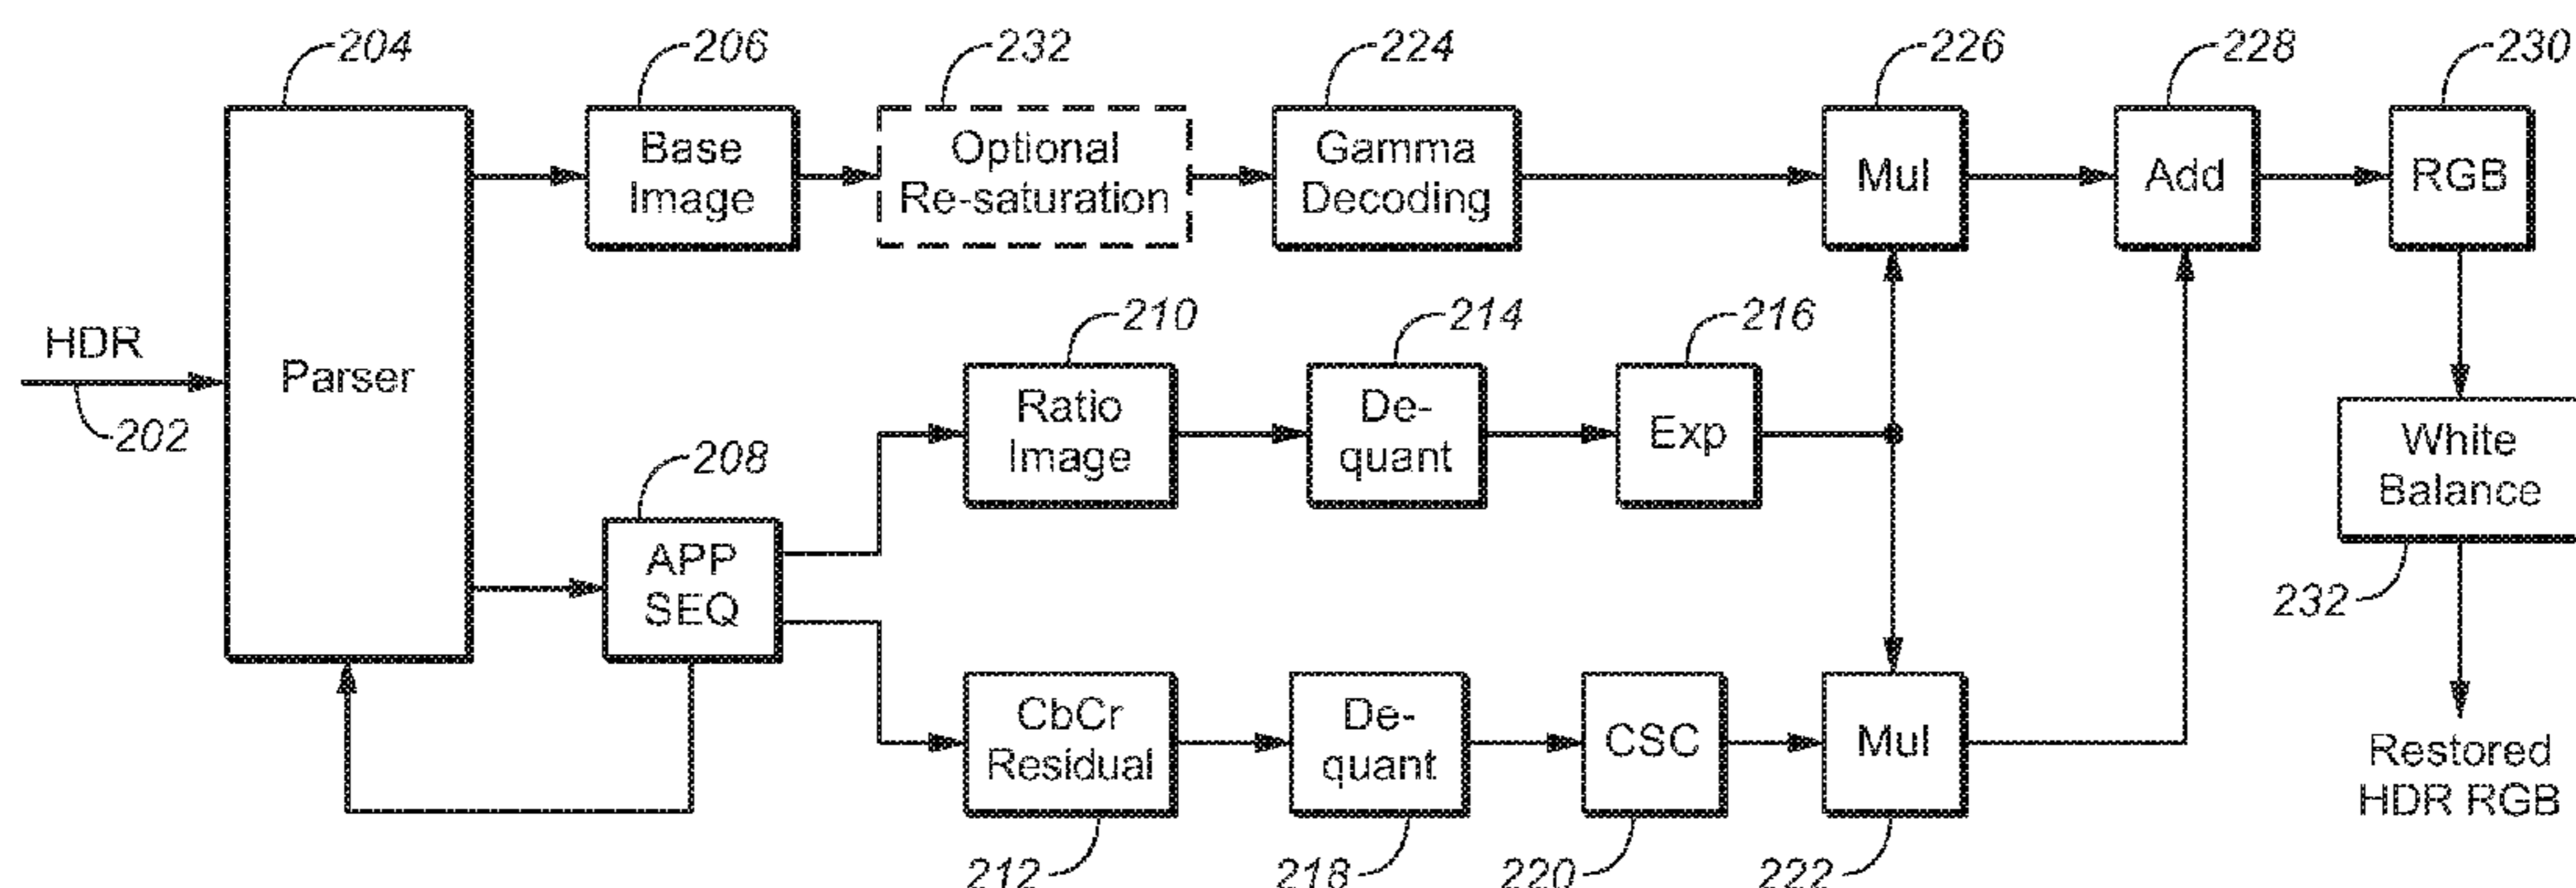 204
206
232
224
226
228
230
Base
Image
Optional
Re-saturation
Gamma
Decoding
Mul
Add
RGB
HDR
202
Parser
210
214
216
Ratio
Image
De-
quant
Exp
White
Balance
232
208
APP
SEQ
CbCr
Residual
De-
quant
CSC
Mul
Restored
HDR RGB
212
218
220
222